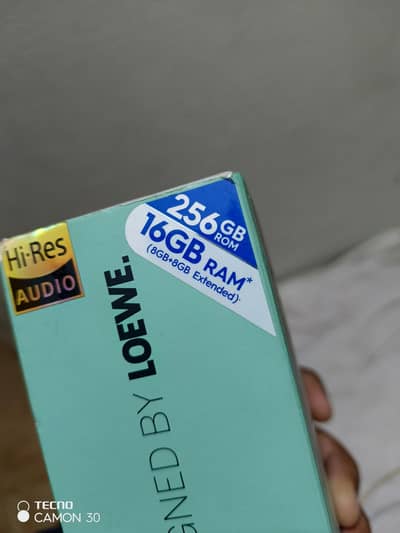 Hi-Res
AUDIO
256GB
ROM
16GB RAM*
(8GB+8GB Extended)
GNED BY LOEWE.
TECNO
CAMON 30